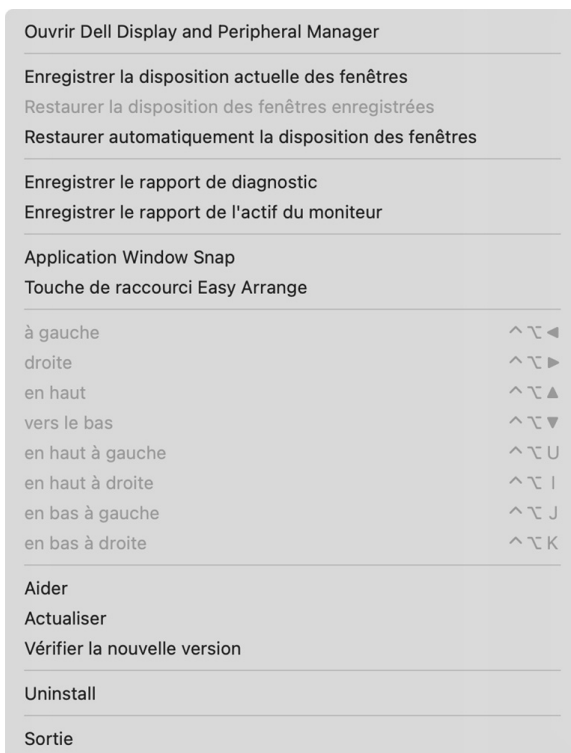 Ouvrir Dell Display and Peripheral Manager
Enregistrer la disposition actuelle des fenêtres
Restaurer la disposition des fenêtres enregistrées
Restaurer automatiquement la disposition des fenêtres
Enregistrer le rapport de diagnostic
Enregistrer le rapport de l'actif du moniteur
Application Window Snap
Touche de raccourci Easy Arrange
à gauche ^⌥◀
droite ^⌥▶
en haut ^⌥▲
vers le bas ^⌥▼
en haut à gauche ^⌥U
en haut à droite ^⌥I
en bas à gauche ^⌥J
en bas à droite ^⌥K
Aider
Actualiser
Vérifier la nouvelle version
Uninstall
Sortie